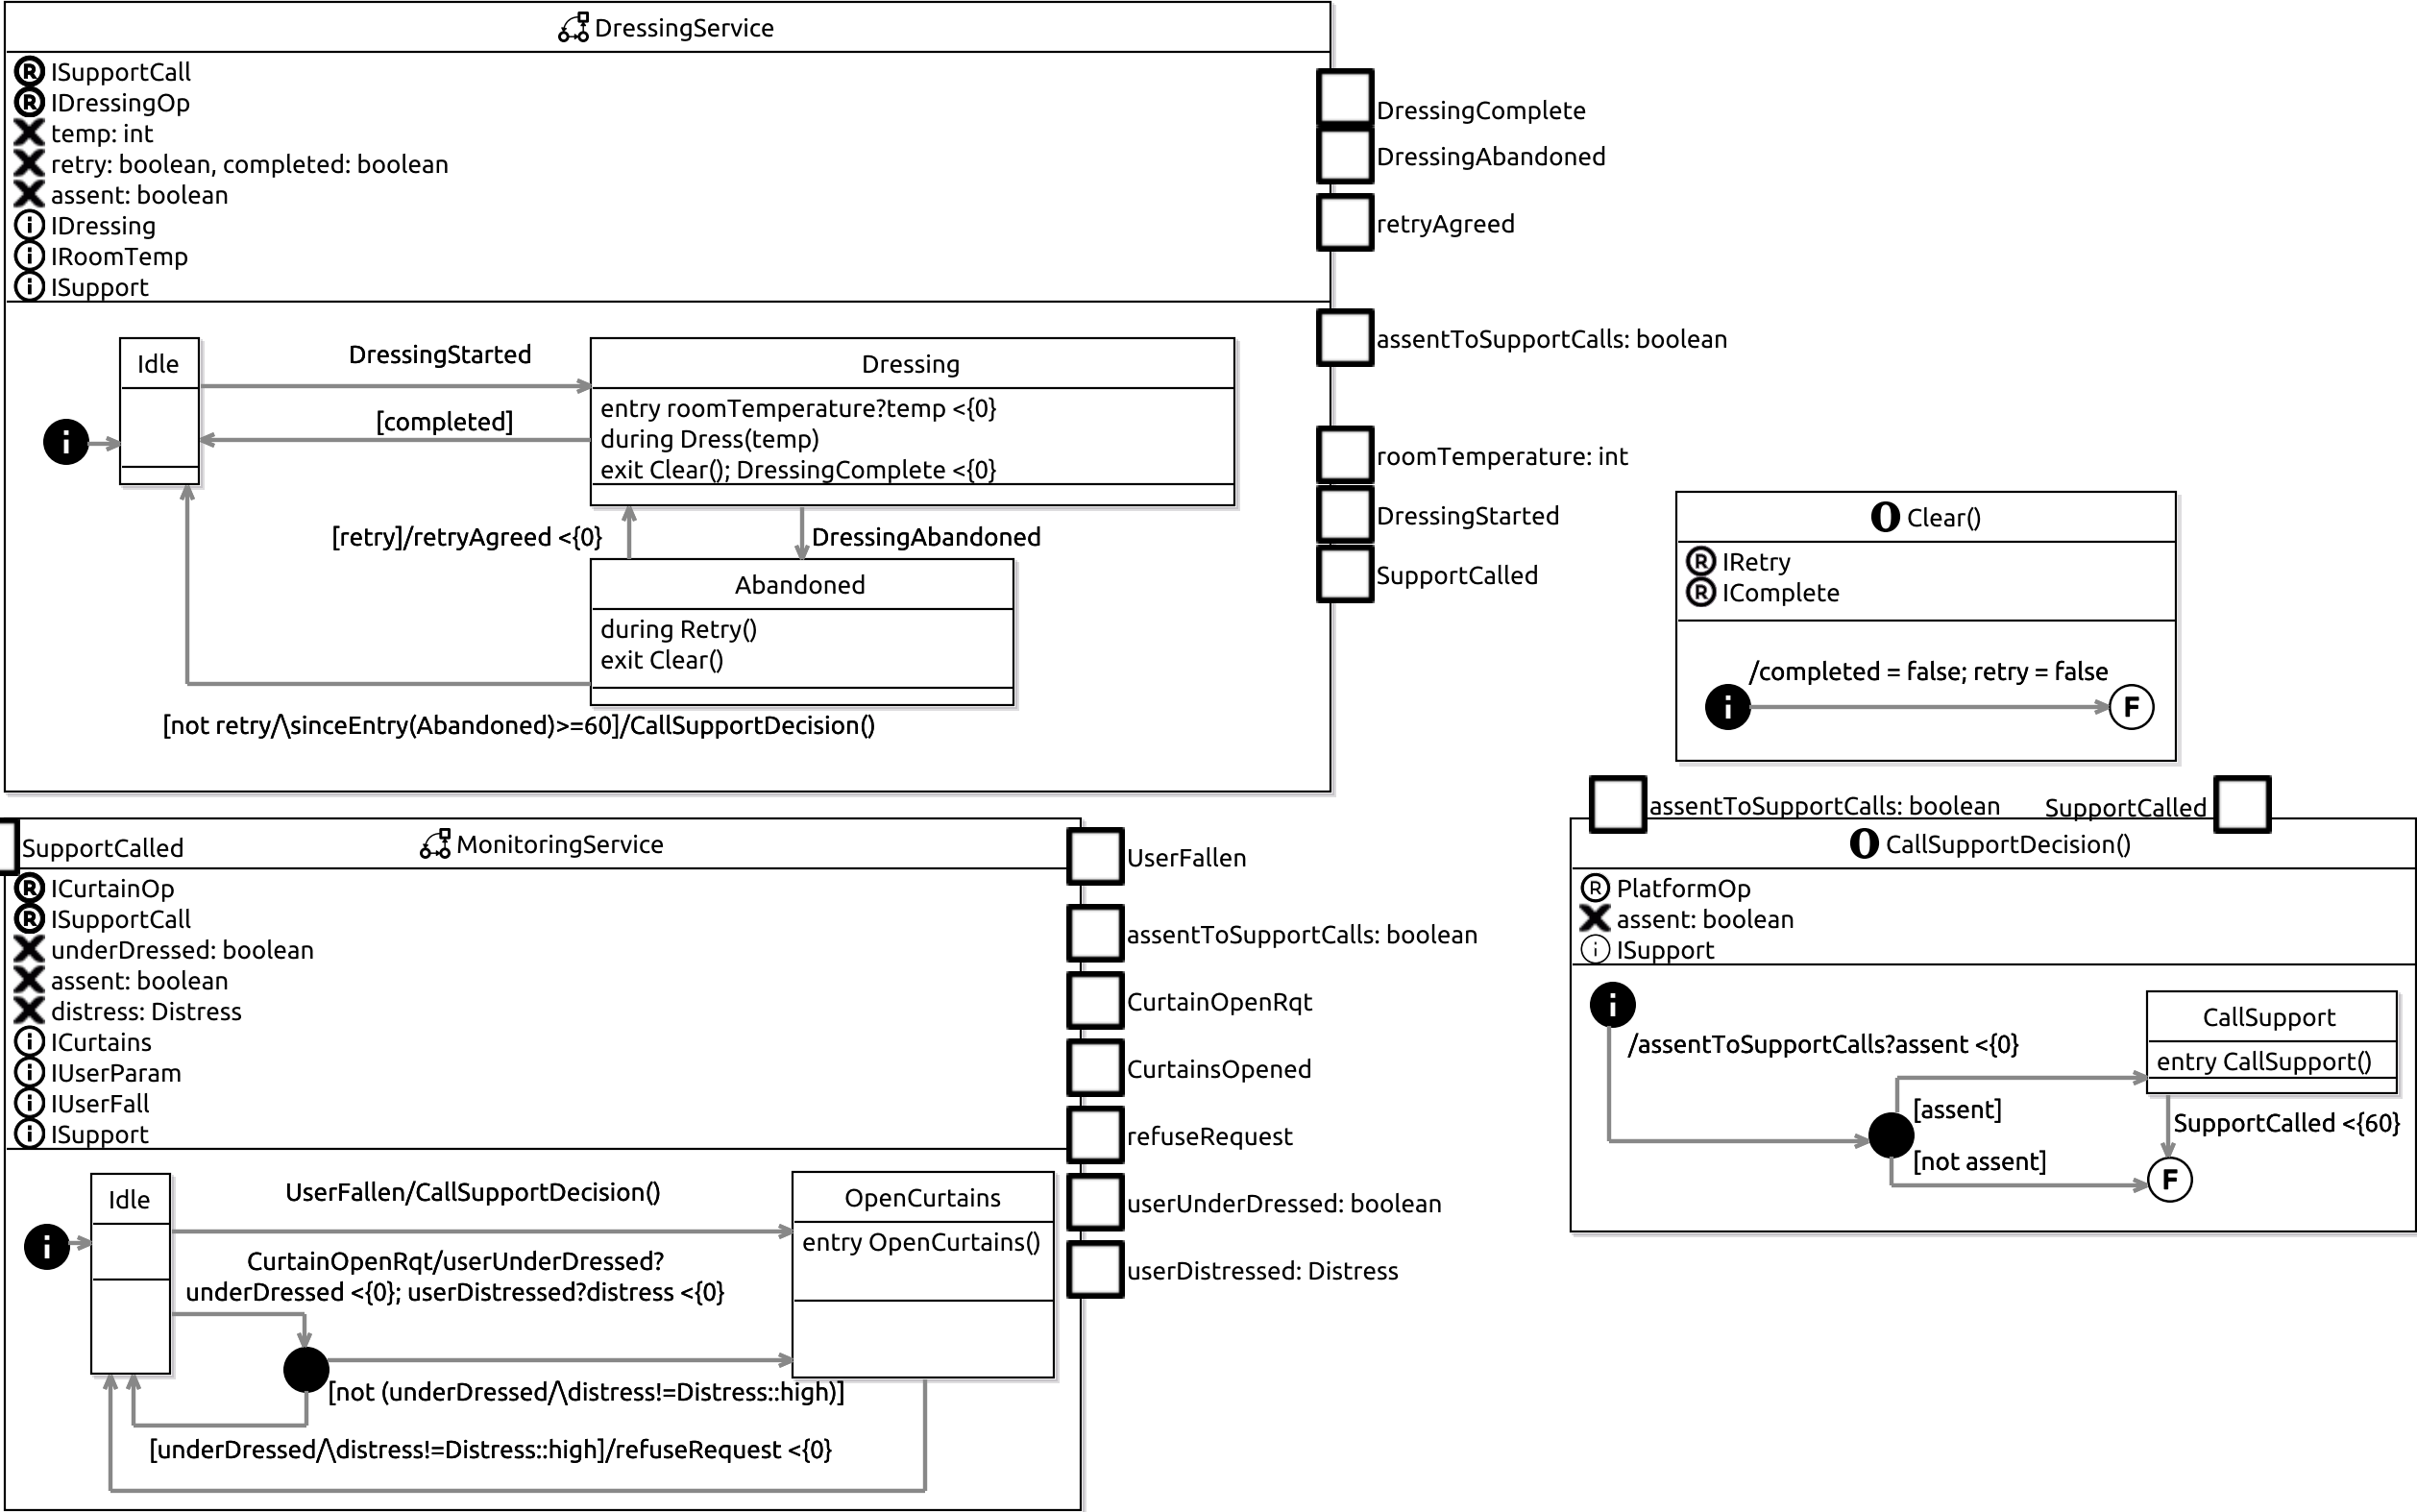 DressingService
R ISupportCall
R IDressingOp
temp: int
retry: boolean, completed: boolean
assent: boolean
i IDressing
i IRoomTemp
i ISupport
DressingComplete
DressingAbandoned
retryAgreed
assentToSupportCalls: boolean
roomTemperature: int
DressingStarted
SupportCalled
i
Idle
DressingStarted
[completed]
Dressing
entry roomTemperature?temp <{0}
during Dress(temp)
exit Clear(); DressingComplete <{0}
[retry]/retryAgreed <{0}
DressingAbandoned
Abandoned
during Retry()
exit Clear()
[not retry/\sinceEntry(Abandoned)>=60]/CallSupportDecision()
O Clear()
R IRetry
R IComplete
/completed = false; retry = false
i
F
SupportCalled
MonitoringService
R ICurtainOp
R ISupportCall
underDressed: boolean
assent: boolean
distress: Distress
i ICurtains
i IUserParam
i IUserFall
i ISupport
UserFallen
assentToSupportCalls: boolean
CurtainOpenRqt
CurtainsOpened
refuseRequest
userUnderDressed: boolean
userDistressed: Distress
i
Idle
UserFallen/CallSupportDecision()
CurtainOpenRqt/userUnderDressed?
underDressed <{0}; userDistressed?distress <{0}
OpenCurtains
entry OpenCurtains()
[not (underDressed/\distress!=Distress::high)]
[underDressed/\distress!=Distress::high]/refuseRequest <{0}
assentToSupportCalls: boolean
SupportCalled
O CallSupportDecision()
R PlatformOp
assent: boolean
i ISupport
i
/assentToSupportCalls?assent <{0}
CallSupport
entry CallSupport()
[assent]
[not assent]
SupportCalled <{60}
F